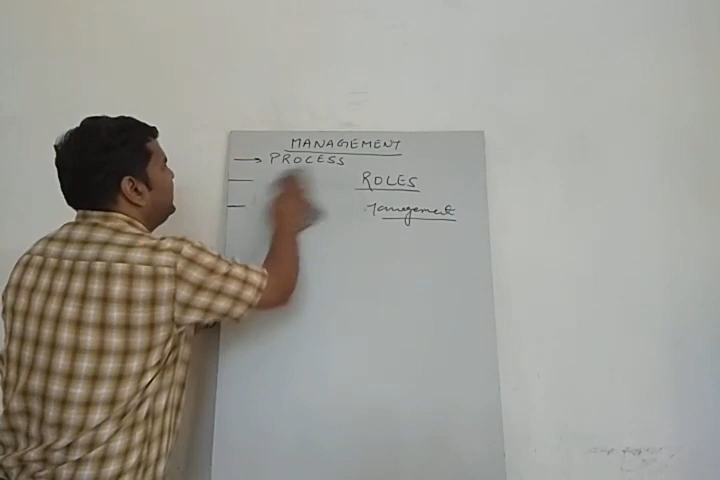 MANAGEMENT
→ PROCESS
ROLES
Management